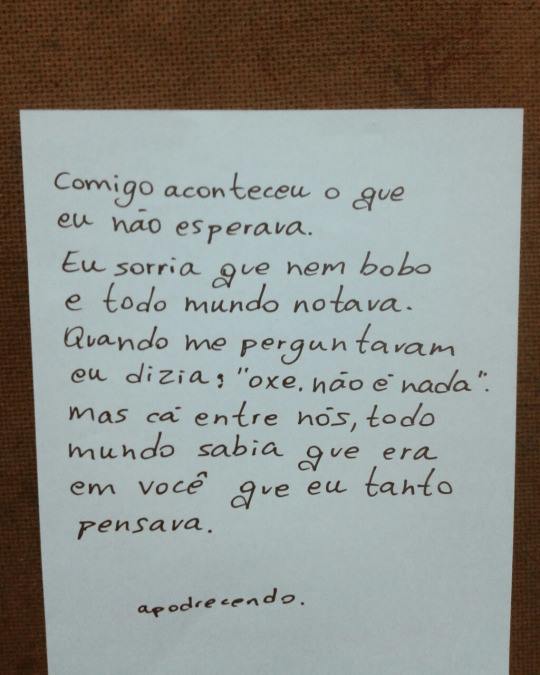 Comigo aconteceu o que
eu não esperava.
Eu sorria que nem bobo
e todo mundo notava.
Quando me perguntavam
eu dizia: "oxe. não é nada".
mas cá entre nós, todo
mundo sabia que era
em você que eu tanto
pensava.
apodrecendo.